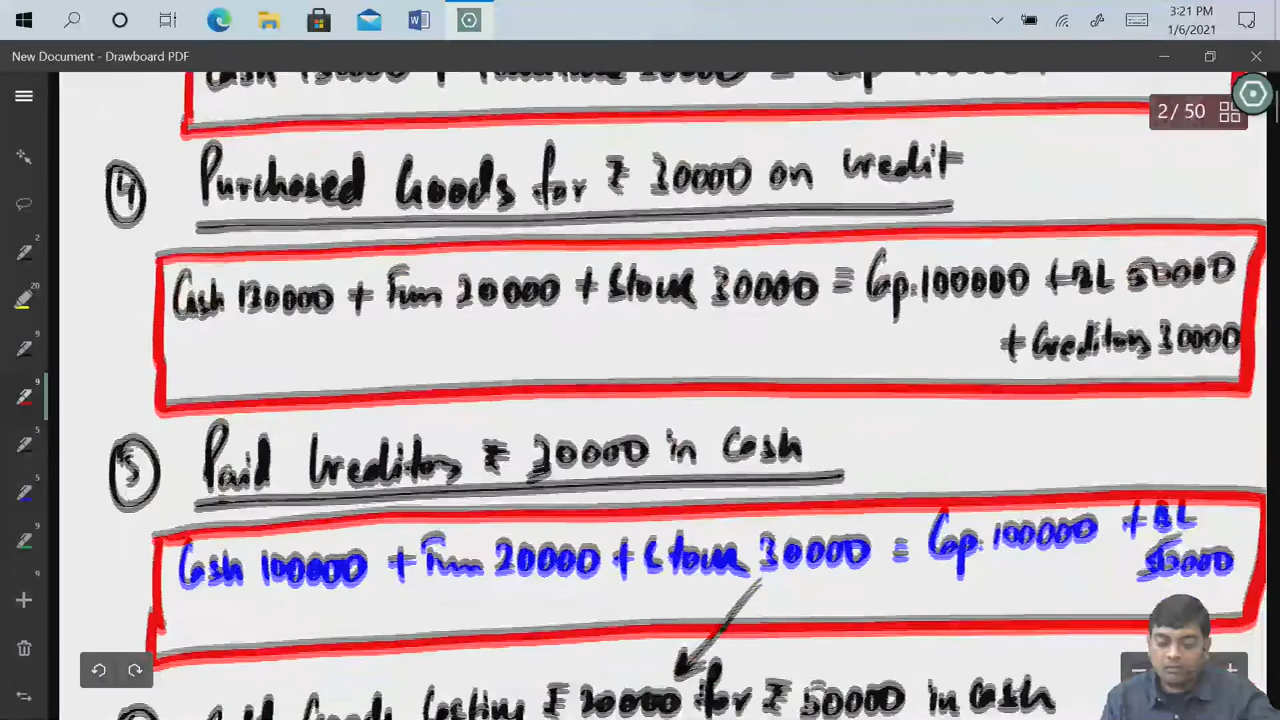 3:21 PM
1/6/2021
New Document - Drawboard PDF
2 / 50
④ Purchased Goods for ₹ 30000 on credit
Cash 130000 + Furn 20000 + Stock 30000 = Cap. 100000 + BL 50000
+ Creditors 30000
⑤ Paid Creditors ₹ 30000 in Cash
Cash 100000 + Furn 20000 + Stock 30000 = Cap. 100000 + BL
50000
Goods Costing ₹ 30000 for ₹ 50000 in cash